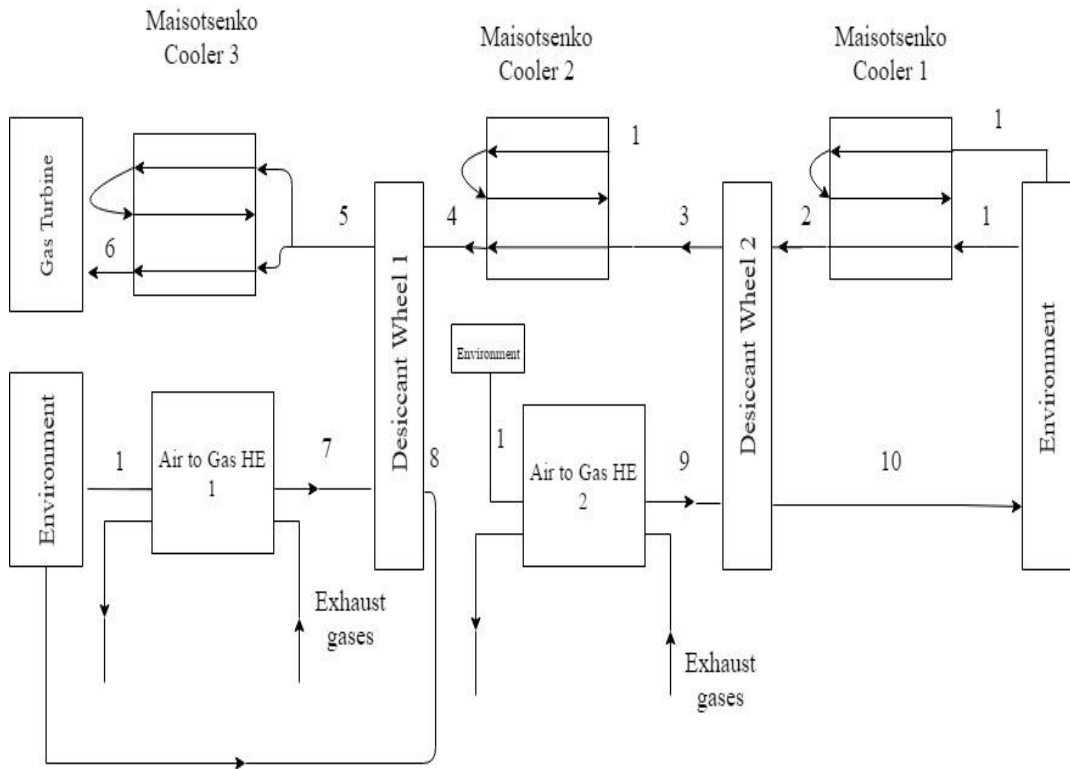 Maisotsenko
Cooler 3
Maisotsenko
Cooler 2
Maisotsenko
Cooler 1
Gas Turbine
6
5
Desiccant Wheel 1
4
1
3
Desiccant Wheel 2
2
1
1
Environment
Environment
1
Air to Gas HE
1
7
8
Environment
1
Air to Gas HE
2
9
10
Exhaust
gases
Exhaust
gases